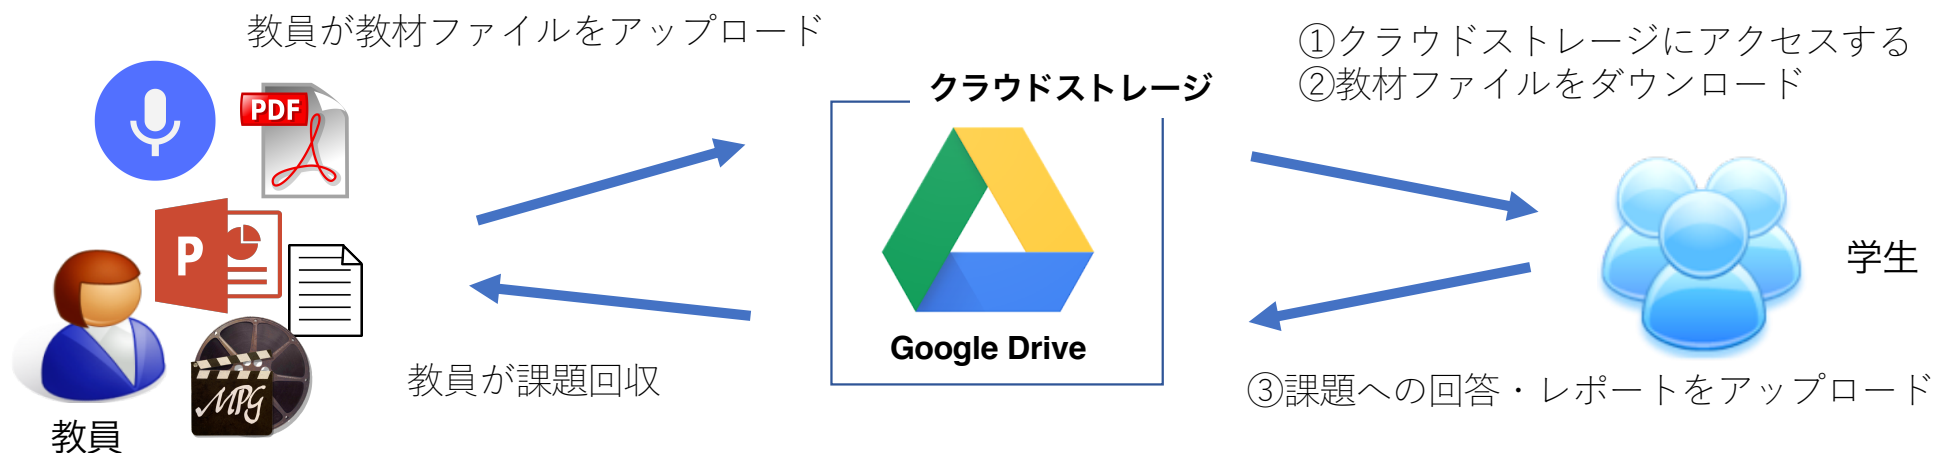 教員が教材ファイルをアップロード
①クラウドストレージにアクセスする
②教材ファイルをダウンロード
クラウドストレージ
PDF
P
MPG
Google Drive
学生
教員が課題回収
③課題への回答・レポートをアップロード
教員